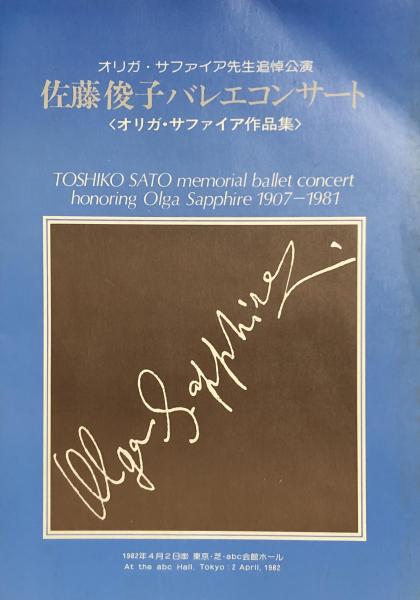 オリガ・サファイア先生追悼公演
佐藤俊子バレエコンサート
〈オリガ・サファイア作品集〉
TOSHIKO SATO memorial ballet concert
honoring Olga Sapphire 1907–1981
Olga Sapphire
1982年4月2日㊎ 東京・芝・abc会館ホール
At the abc Hall, Tokyo: 2 April, 1982